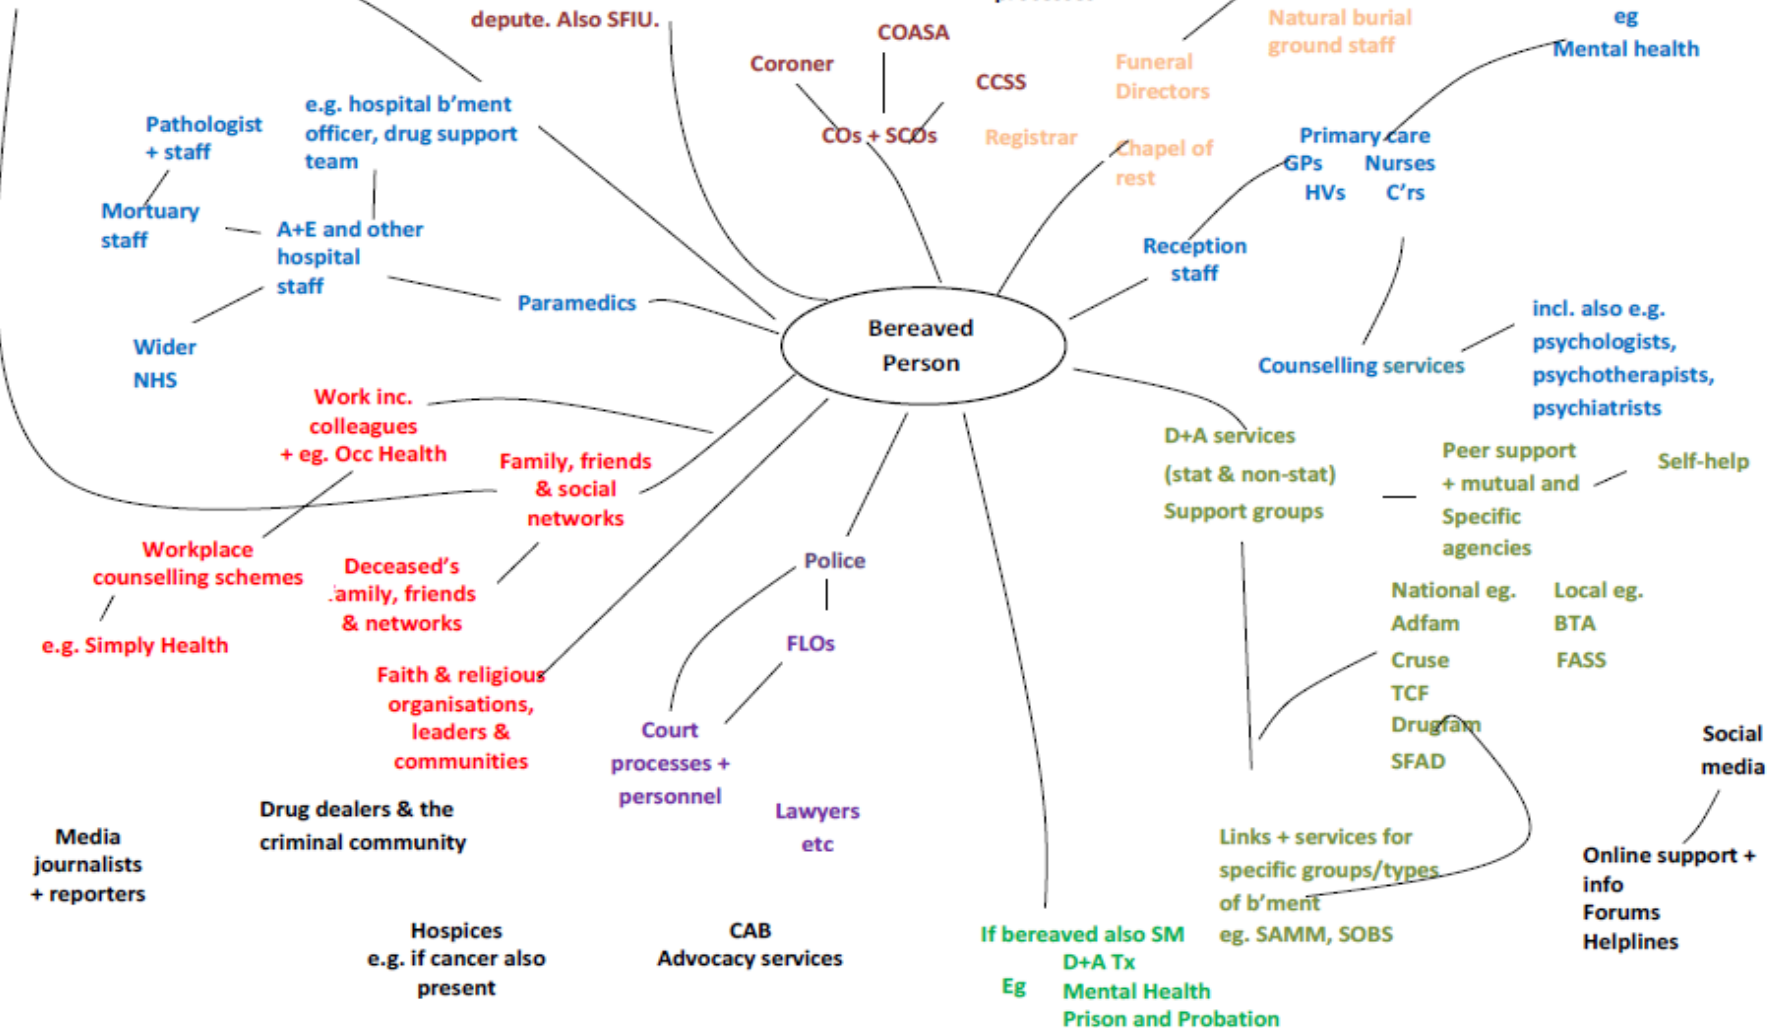 depute. Also SFIU.
COASA
Coroner
CCSS
COs + SCOs
Natural burial
ground staff
Funeral
Directors
Registrar
Chapel of
rest
eg
Mental health
Primary care
GPs Nurses
HVs C'rs
Reception
staff
Pathologist
+ staff
e.g. hospital b'ment
officer, drug support
team
Mortuary
staff
A+E and other
hospital
staff
Paramedics
Wider
NHS
Bereaved
Person
Counselling services
incl. also e.g.
psychologists,
psychotherapists,
psychiatrists
Work inc.
colleagues
+ eg. Occ Health
Family, friends
& social
networks
Workplace
counselling schemes
e.g. Simply Health
Deceased's
family, friends
& networks
Faith & religious
organisations,
leaders &
communities
Police
FLOs
Court
processes +
personnel
Lawyers
etc
D+A services
(stat & non-stat)
Support groups
Peer support
+ mutual and
Specific
agencies
Self-help
National eg.
Adfam
Cruse
TCF
Drugfam
SFAD
Local eg.
BTA
FASS
Social
media
Online support +
info
Forums
Helplines
Links + services for
specific groups/types
of b'ment
eg. SAMM, SOBS
Drug dealers & the
criminal community
Media
journalists
+ reporters
Hospices
e.g. if cancer also
present
CAB
Advocacy services
If bereaved also SM
D+A Tx
Eg
Mental Health
Prison and Probation